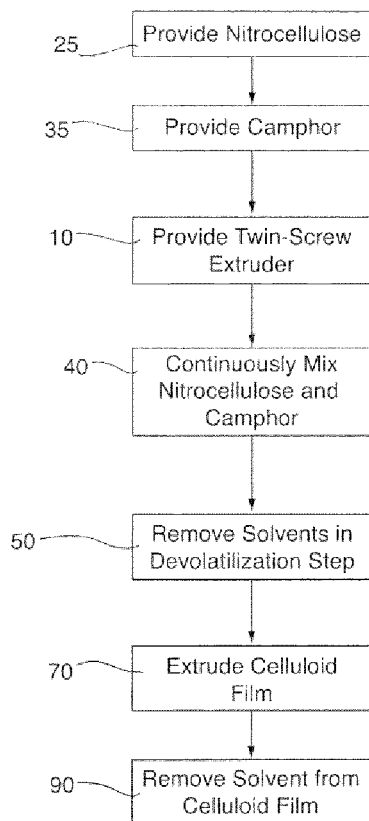 25
Provide Nitrocellulose
35
Provide Camphor
10
Provide Twin-Screw
Extruder
40
Continuously Mix
Nitrocellulose and
Camphor
50
Remove Solvents in
Devolatilization Step
70
Extrude Celluloid
Film
90
Remove Solvent from
Celluloid Film